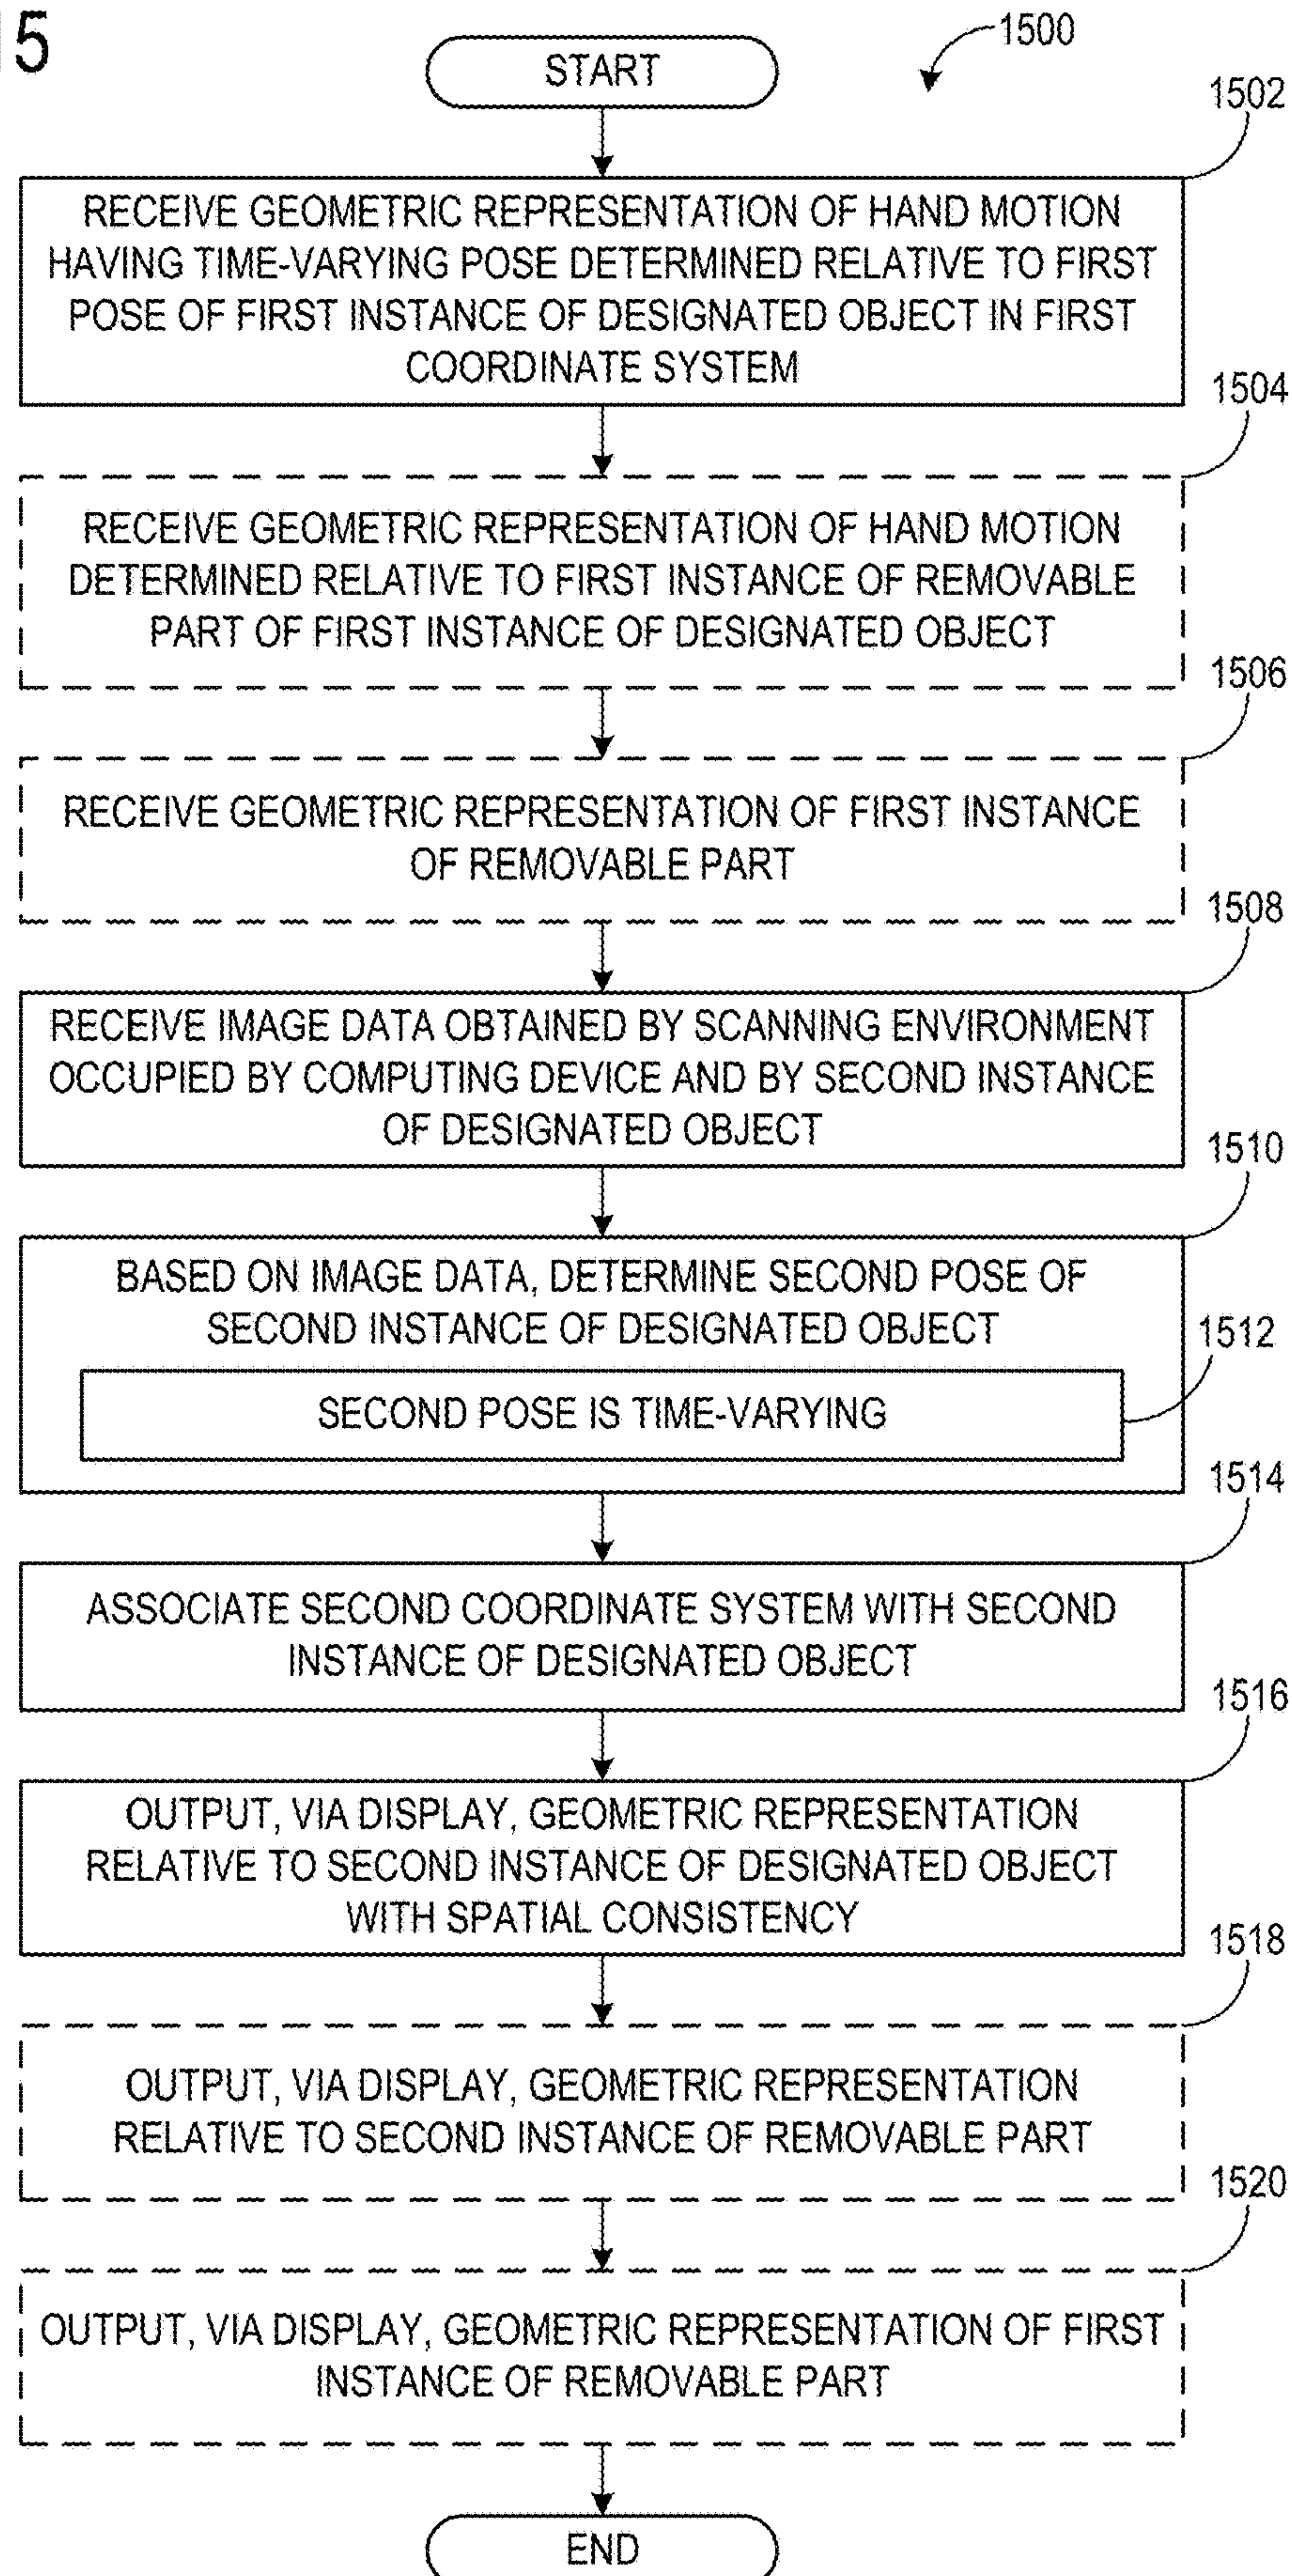 15
START
1500
1502
RECEIVE GEOMETRIC REPRESENTATION OF HAND MOTION
HAVING TIME-VARYING POSE DETERMINED RELATIVE TO FIRST
POSE OF FIRST INSTANCE OF DESIGNATED OBJECT IN FIRST
COORDINATE SYSTEM
1504
RECEIVE GEOMETRIC REPRESENTATION OF HAND MOTION
DETERMINED RELATIVE TO FIRST INSTANCE OF REMOVABLE
PART OF FIRST INSTANCE OF DESIGNATED OBJECT
1506
RECEIVE GEOMETRIC REPRESENTATION OF FIRST INSTANCE
OF REMOVABLE PART
1508
RECEIVE IMAGE DATA OBTAINED BY SCANNING ENVIRONMENT
OCCUPIED BY COMPUTING DEVICE AND BY SECOND INSTANCE
OF DESIGNATED OBJECT
1510
BASED ON IMAGE DATA, DETERMINE SECOND POSE OF
SECOND INSTANCE OF DESIGNATED OBJECT
1512
SECOND POSE IS TIME-VARYING
1514
ASSOCIATE SECOND COORDINATE SYSTEM WITH SECOND
INSTANCE OF DESIGNATED OBJECT
1516
OUTPUT, VIA DISPLAY, GEOMETRIC REPRESENTATION
RELATIVE TO SECOND INSTANCE OF DESIGNATED OBJECT
WITH SPATIAL CONSISTENCY
1518
OUTPUT, VIA DISPLAY, GEOMETRIC REPRESENTATION
RELATIVE TO SECOND INSTANCE OF REMOVABLE PART
1520
OUTPUT, VIA DISPLAY, GEOMETRIC REPRESENTATION OF FIRST
INSTANCE OF REMOVABLE PART
END